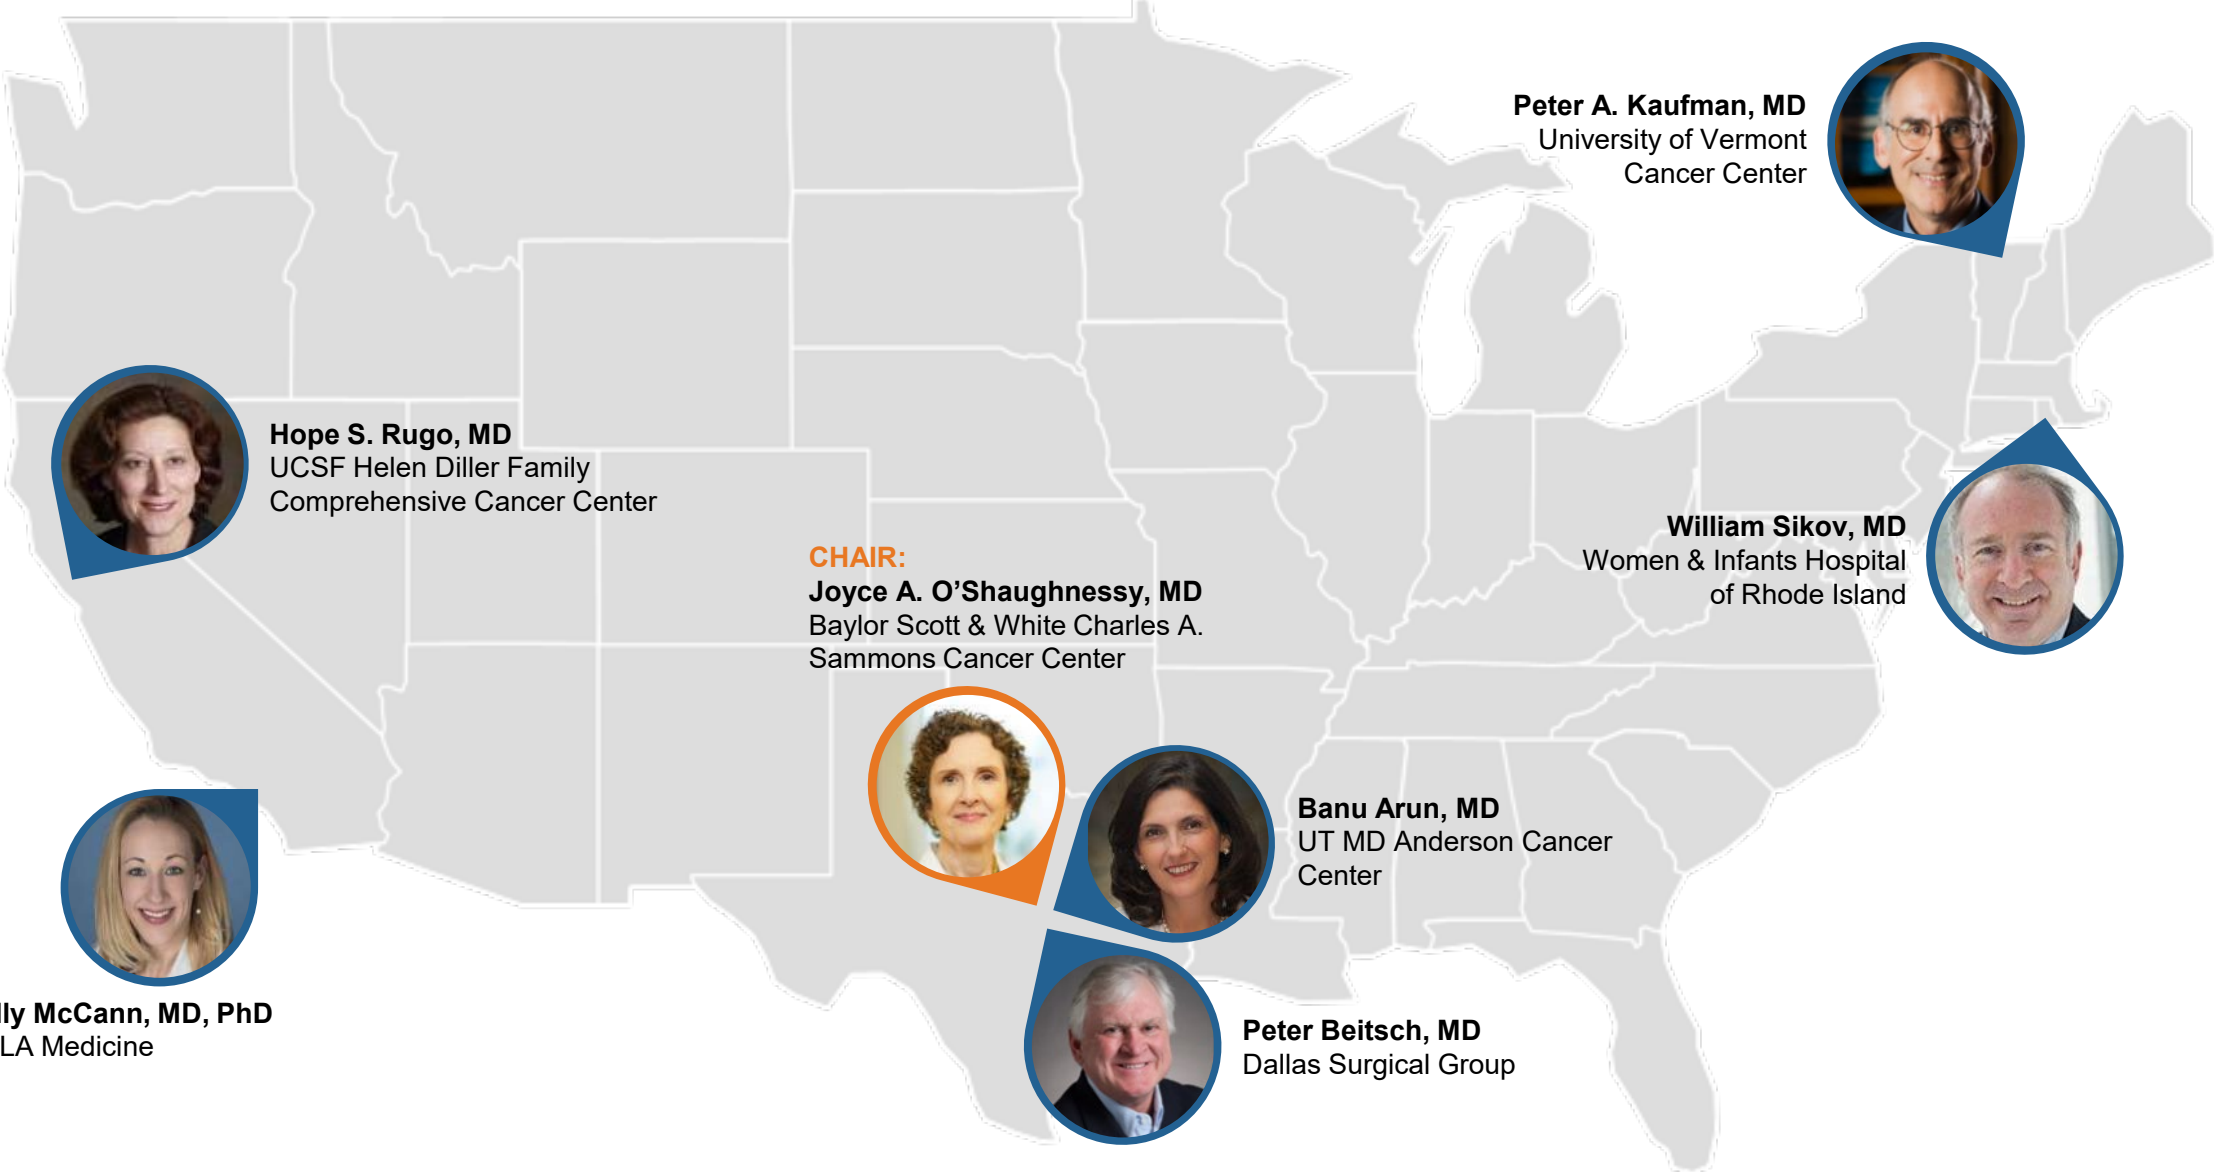 Peter A. Kaufman, MD
University of Vermont
Cancer Center
Hope S. Rugo, MD
UCSF Helen Diller Family
Comprehensive Cancer Center
CHAIR:
Joyce A. O’Shaughnessy, MD
Baylor Scott & White Charles A.
Sammons Cancer Center
William Sikov, MD
Women & Infants Hospital
of Rhode Island
Banu Arun, MD
UT MD Anderson Cancer
Center
lly McCann, MD, PhD
LA Medicine
Peter Beitsch, MD
Dallas Surgical Group